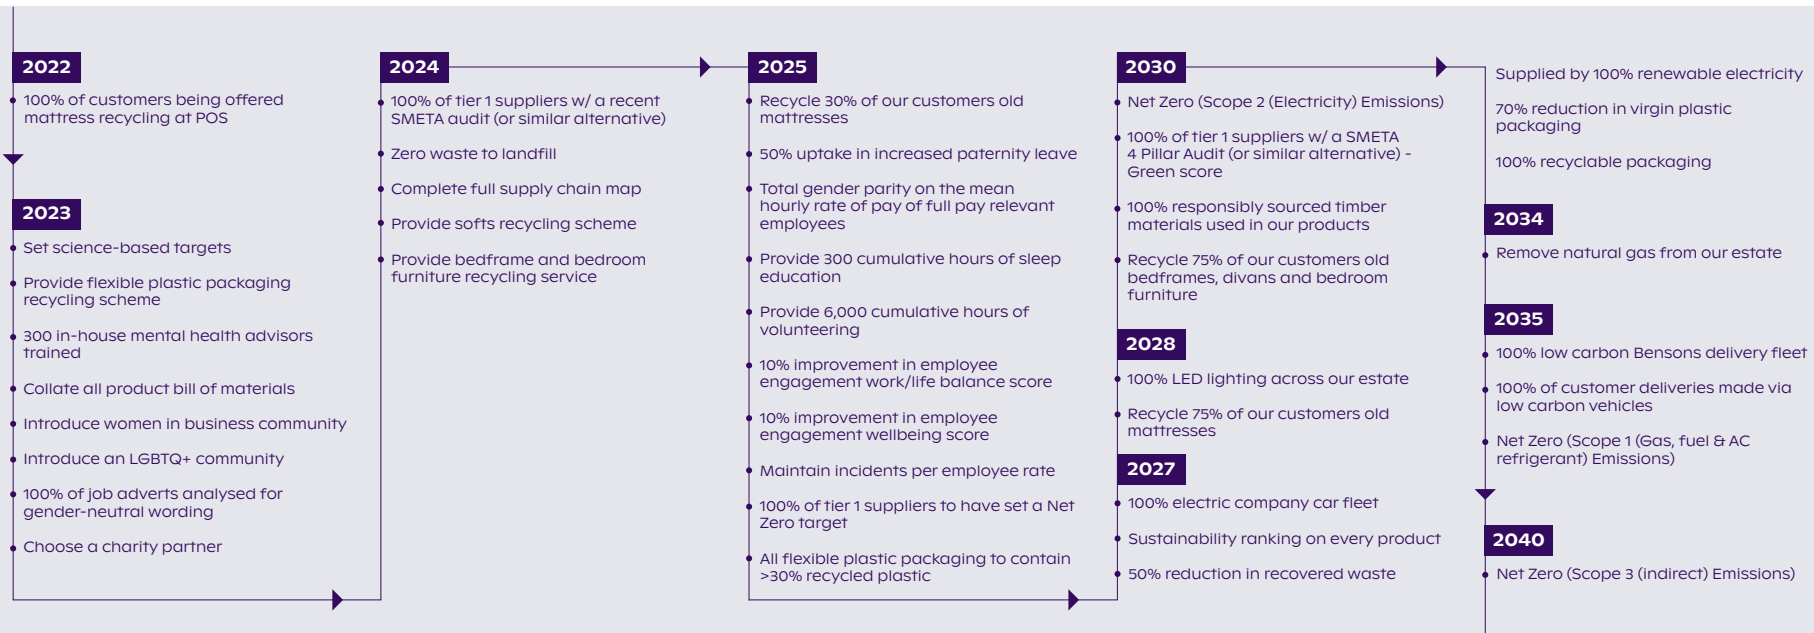 2022
100% of customers being offered
mattress recycling at POS
2023
Set science-based targets
Provide flexible plastic packaging
recycling scheme
300 in-house mental health advisors
trained
Collate all product bill of materials
Introduce women in business community
Introduce an LGBTQ+ community
100% of job adverts analysed for
gender-neutral wording
Choose a charity partner
2024
100% of tier 1 suppliers w/ a recent
SMETA audit (or similar alternative)
Zero waste to landfill
Complete full supply chain map
Provide softs recycling scheme
Provide bedframe and bedroom
furniture recycling service
2025
Recycle 30% of our customers old
mattresses
50% uptake in increased paternity leave
Total gender parity on the mean
hourly rate of pay of full pay relevant
employees
Provide 300 cumulative hours of sleep
education
Provide 6,000 cumulative hours of
volunteering
10% improvement in employee
engagement work/life balance score
10% improvement in employee
engagement wellbeing score
Maintain incidents per employee rate
100% of tier 1 suppliers to have set a Net
Zero target
All flexible plastic packaging to contain
>30% recycled plastic
2030
Net Zero (Scope 2 (Electricity) Emissions)
100% of tier 1 suppliers w/ a SMETA
4 Pillar Audit (or similar alternative) -
Green score
100% responsibly sourced timber
materials used in our products
Recycle 75% of our customers old
bedframes, divans and bedroom
furniture
2028
100% LED lighting across our estate
Recycle 75% of our customers old
mattresses
2027
100% electric company car fleet
Sustainability ranking on every product
50% reduction in recovered waste
Supplied by 100% renewable electricity
70% reduction in virgin plastic
packaging
100% recyclable packaging
2034
Remove natural gas from our estate
2035
100% low carbon Bensons delivery fleet
100% of customer deliveries made via
low carbon vehicles
Net Zero (Scope 1 (Gas, fuel & AC
refrigerant) Emissions)
2040
Net Zero (Scope 3 (indirect) Emissions)